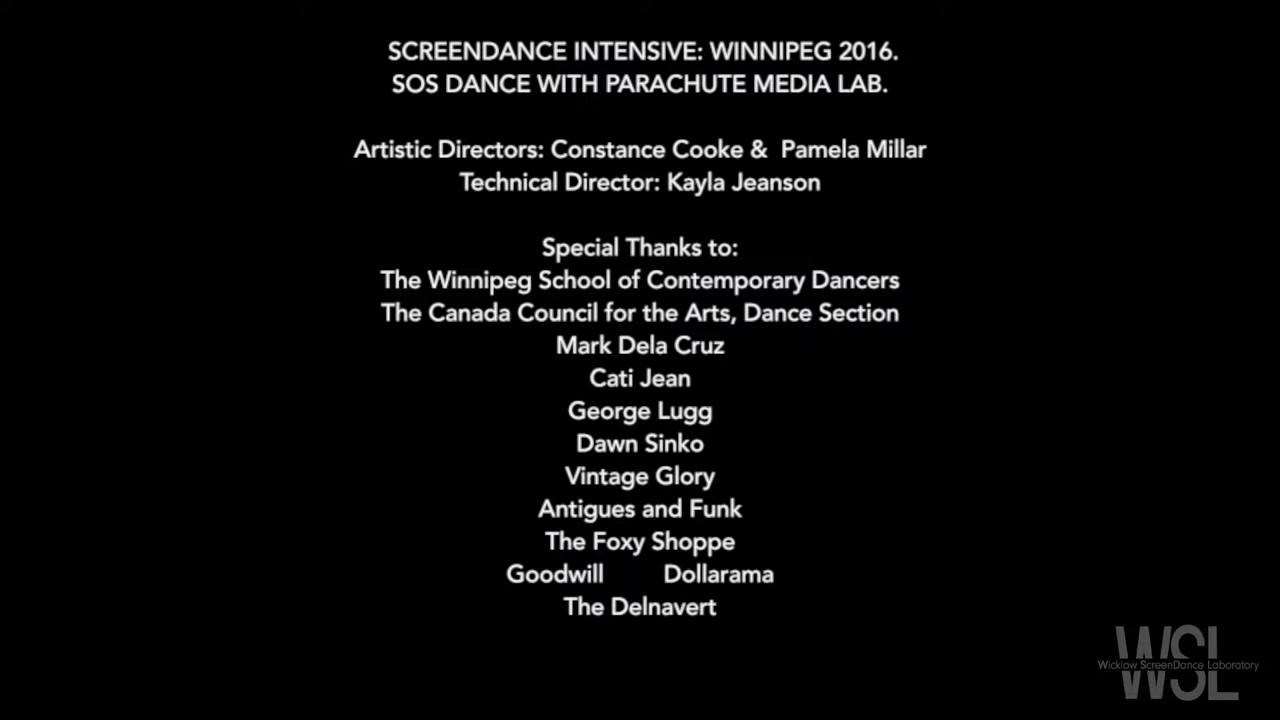 SCREENDANCE INTENSIVE: WINNIPEG 2016.
SOS DANCE WITH PARACHUTE MEDIA LAB.
Artistic Directors: Constance Cooke & Pamela Millar
Technical Director: Kayla Jeanson
Special Thanks to:
The Winnipeg School of Contemporary Dancers
The Canada Council for the Arts, Dance Section
Mark Dela Cruz
Cati Jean
George Lugg
Dawn Sinko
Vintage Glory
Antigues and Funk
The Foxy Shoppe
Goodwill Dollarama
The Delnavert
WSL
Wicklow ScreenDance Laboratory